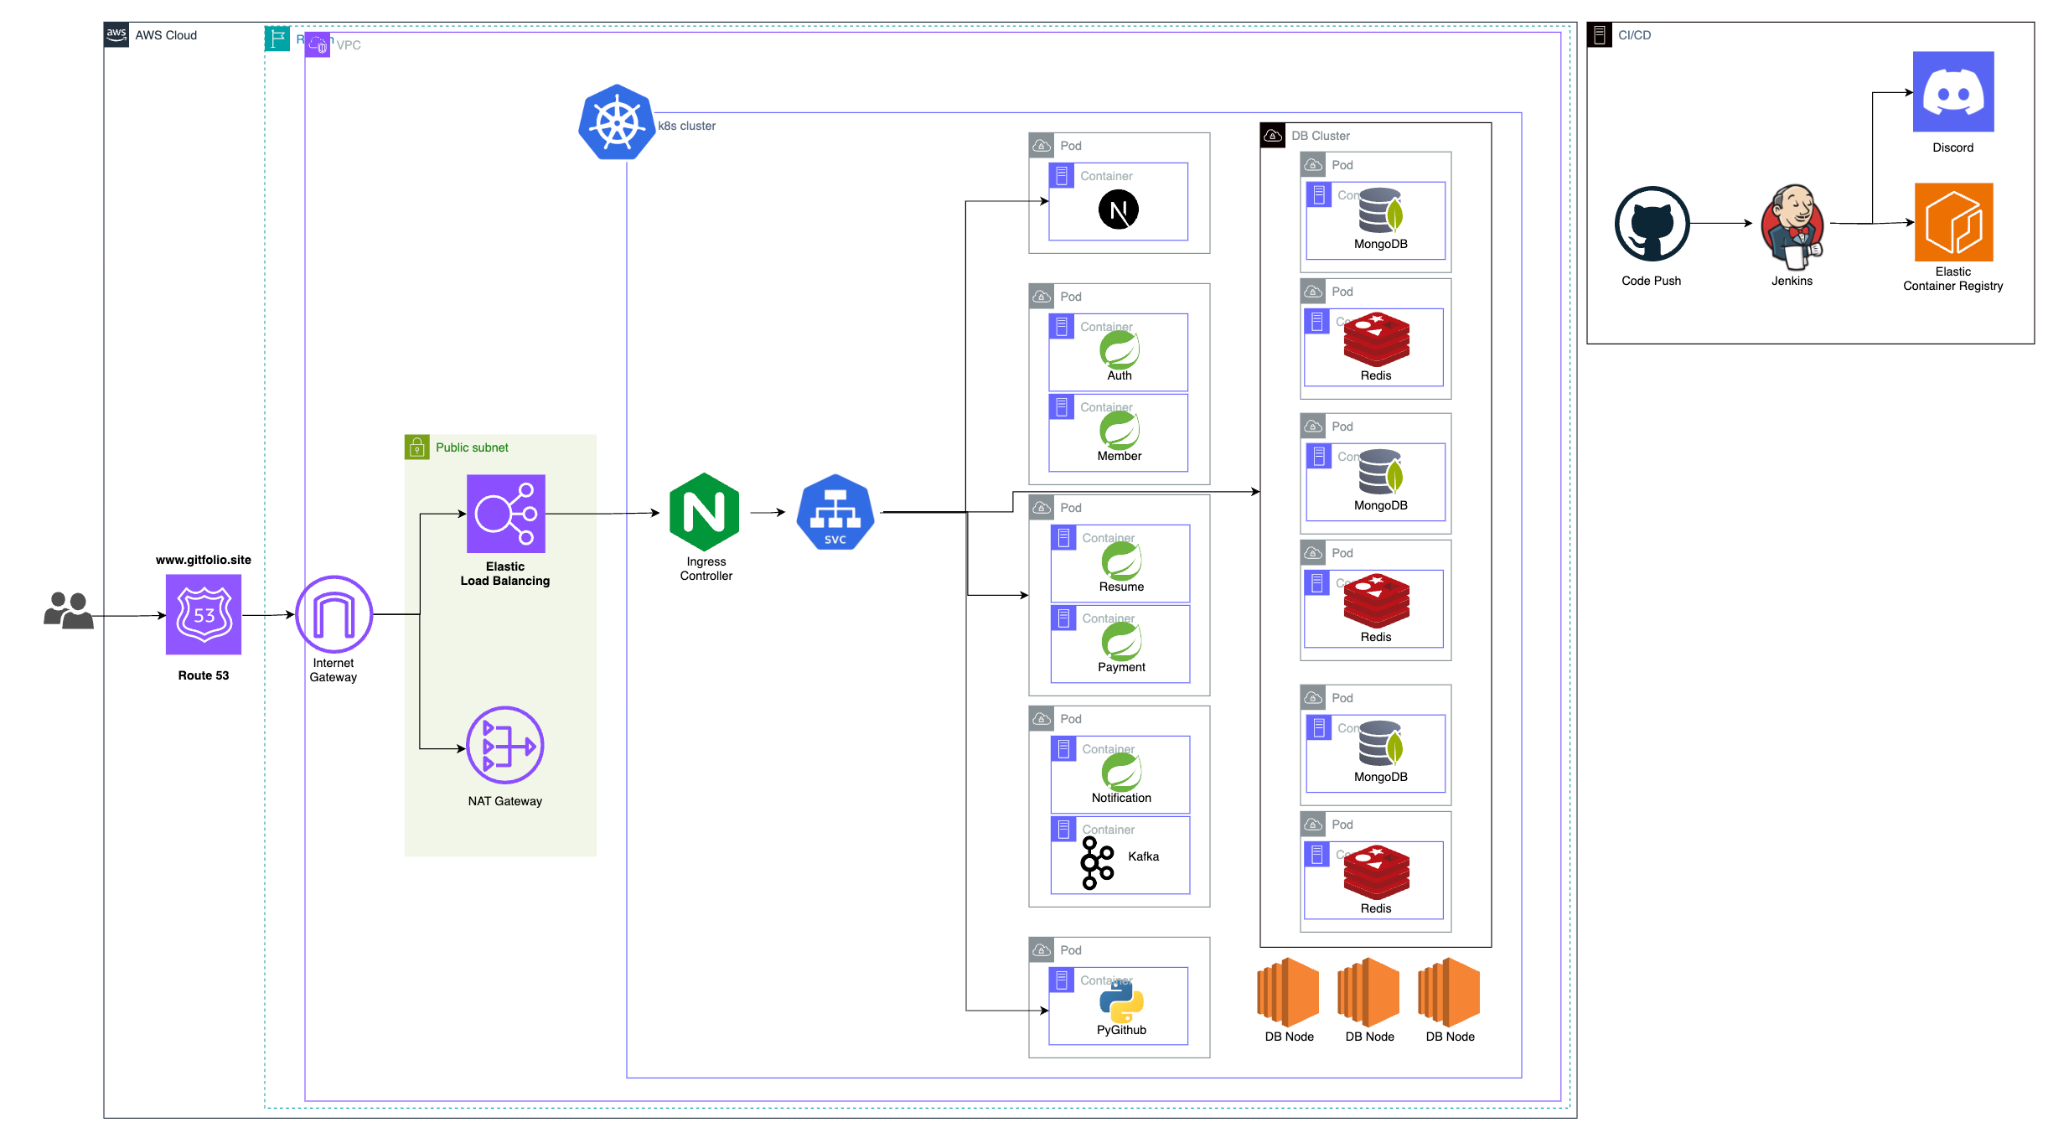 aws
AWS Cloud
VPC
k8s cluster
Public subnet
Elastic
Load Balancing
www.gitfolio.site
53
Route 53
Internet
Gateway
NAT Gateway
Ingress
Controller
SVC
Pod
Container
N
Pod
Container
Auth
Container
Member
Pod
Container
Resume
Container
Payment
Pod
Container
Notification
Container
Kafka
Pod
Container
PyGithub
DB Cluster
Pod
MongoDB
Pod
Redis
Pod
MongoDB
Pod
Redis
Pod
MongoDB
Pod
Redis
DB Node
DB Node
DB Node
CI/CD
Code Push
Jenkins
Discord
Elastic
Container Registry